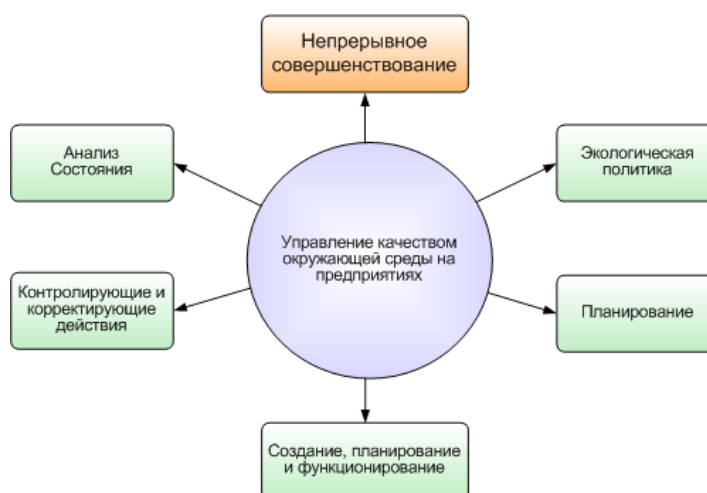 Непрерывное
совершенствование
Анализ
Состояния
Экологическая
политика
Управление качеством
окружающей среды на
предприятиях
Контролирующие и
корректирующие
действия
Планирование
Создание, планирование
и функционирование